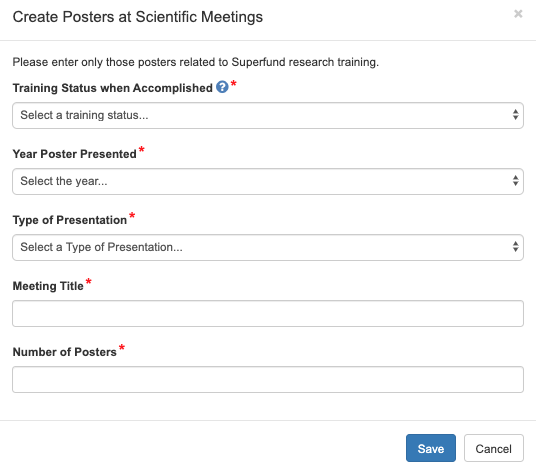 Create Posters at Scientific Meetings
×
Please enter only those posters related to Superfund research training.
Training Status when Accomplished ? *
Select a training status...
Year Poster Presented *
Select the year...
Type of Presentation *
Select a Type of Presentation...
Meeting Title *
Number of Posters *
Save
Cancel